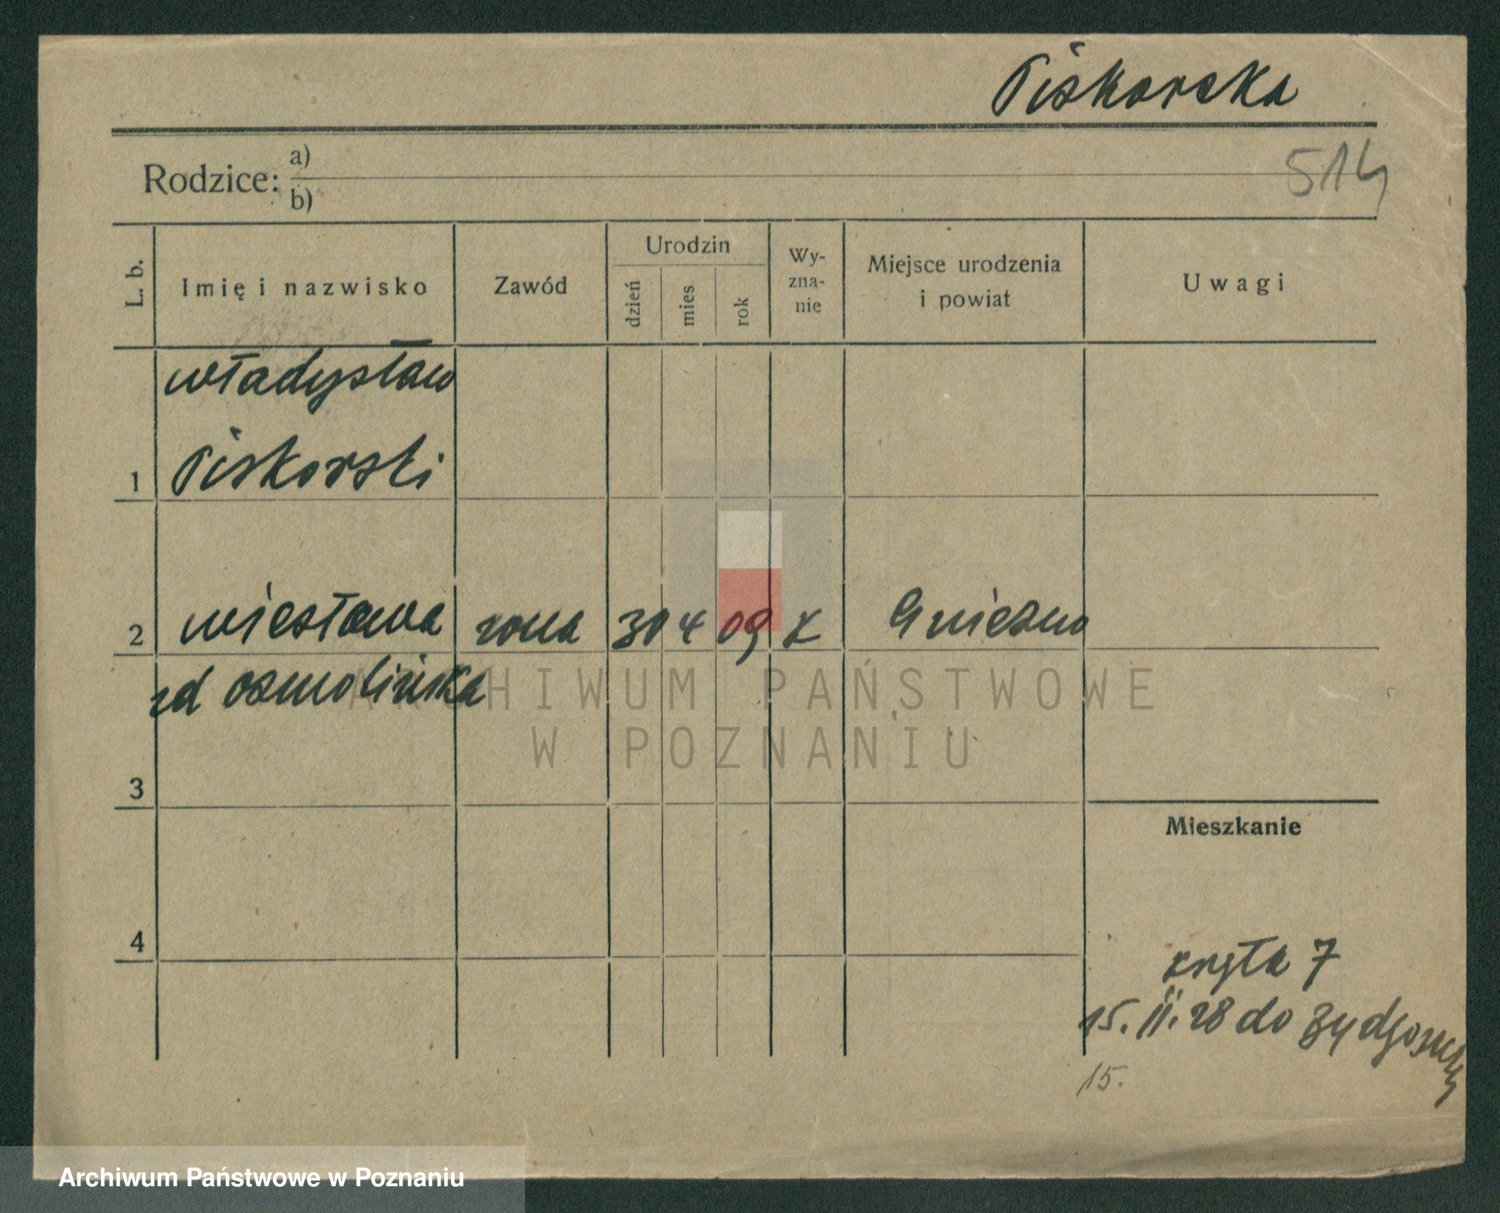 Piskorska
Rodzice: a)
b)
514
L. b.
Imię i nazwisko
Zawód
Urodzin
dzień
mies
rok
Wy-
zna-
nie
Miejsce urodzenia
i powiat
Uwagi
władysław
1 Piskorski
2 wiesława żona 30 4 09 k Gniezno
zd osmolińska
ARCHIWUM PAŃSTWOWE
W POZNANIU
3
Mieszkanie
4
7
15. II. 28 do Bydgoszczy
15.
Archiwum Państwowe w Poznaniu